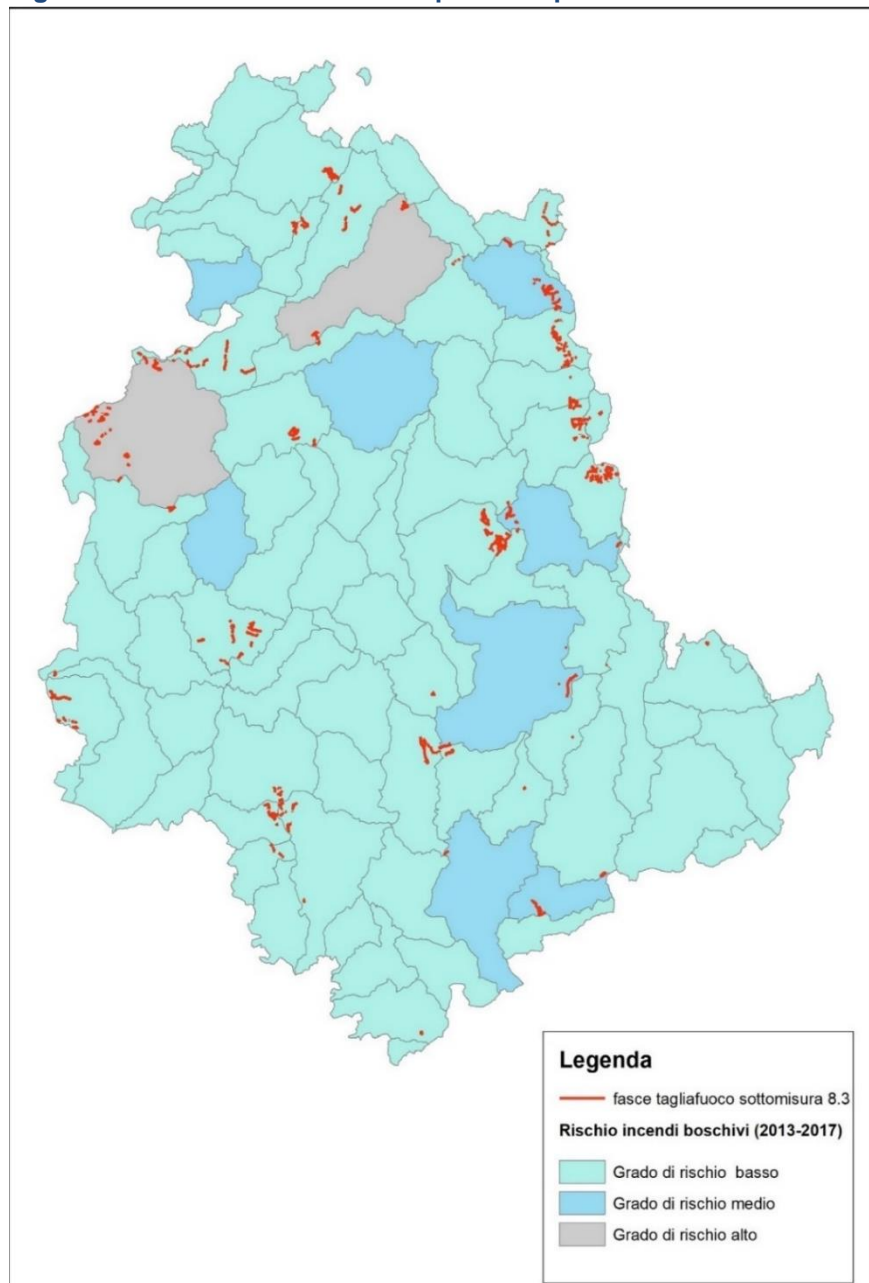 Legenda
fasce tagliafuoco sottomisura 8.3
Rischio incendi boschivi (2013-2017)
Grado di rischio basso
Grado di rischio medio
Grado di rischio alto